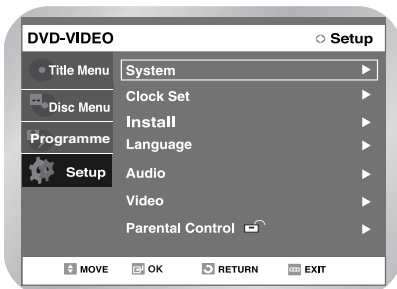 DVD-VIDEO
Setup
Title Menu
Disc Menu
Programme
Setup
System
Clock Set
Install
Language
Audio
Video
Parental Control
MOVE
OK
RETURN
EXIT